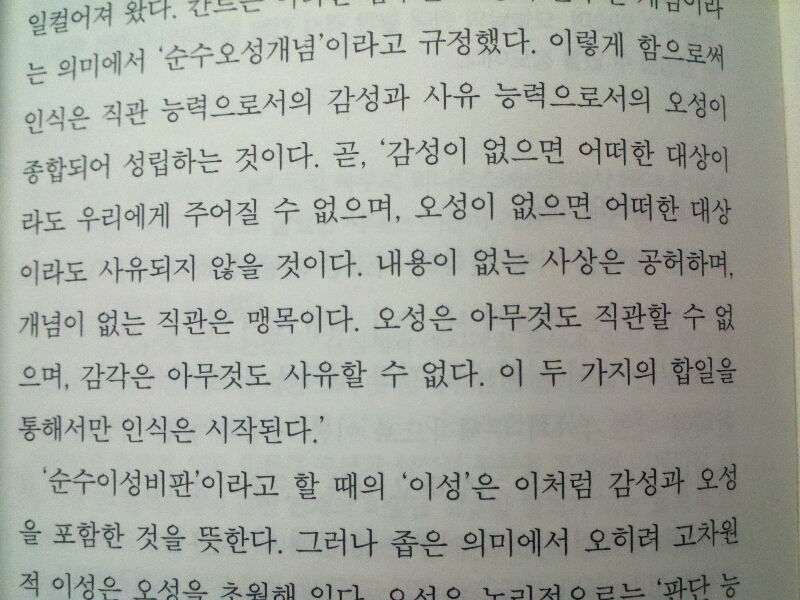 일컬어져 왔다. 칸트는
는 의미에서 ‘순수오성개념’이라고 규정했다. 이렇게 함으로써
인식은 직관 능력으로서의 감성과 사유 능력으로서의 오성이
종합되어 성립하는 것이다. 곧, ‘감성이 없으면 어떠한 대상이
라도 우리에게 주어질 수 없으며, 오성이 없으면 어떠한 대상
이라도 사유되지 않을 것이다. 내용이 없는 사상은 공허하며,
개념이 없는 직관은 맹목이다. 오성은 아무것도 직관할 수 없
으며, 감각은 아무것도 사유할 수 없다. 이 두 가지의 합일을
통해서만 인식은 시작된다.’
‘순수이성비판’이라고 할 때의 ‘이성’은 이처럼 감성과 오성
을 포함한 것을 뜻한다. 그러나 좁은 의미에서 오히려 고차원
적 이성은 오성을 초월해 있다. 오성은 논리적으로는 ‘판단 능